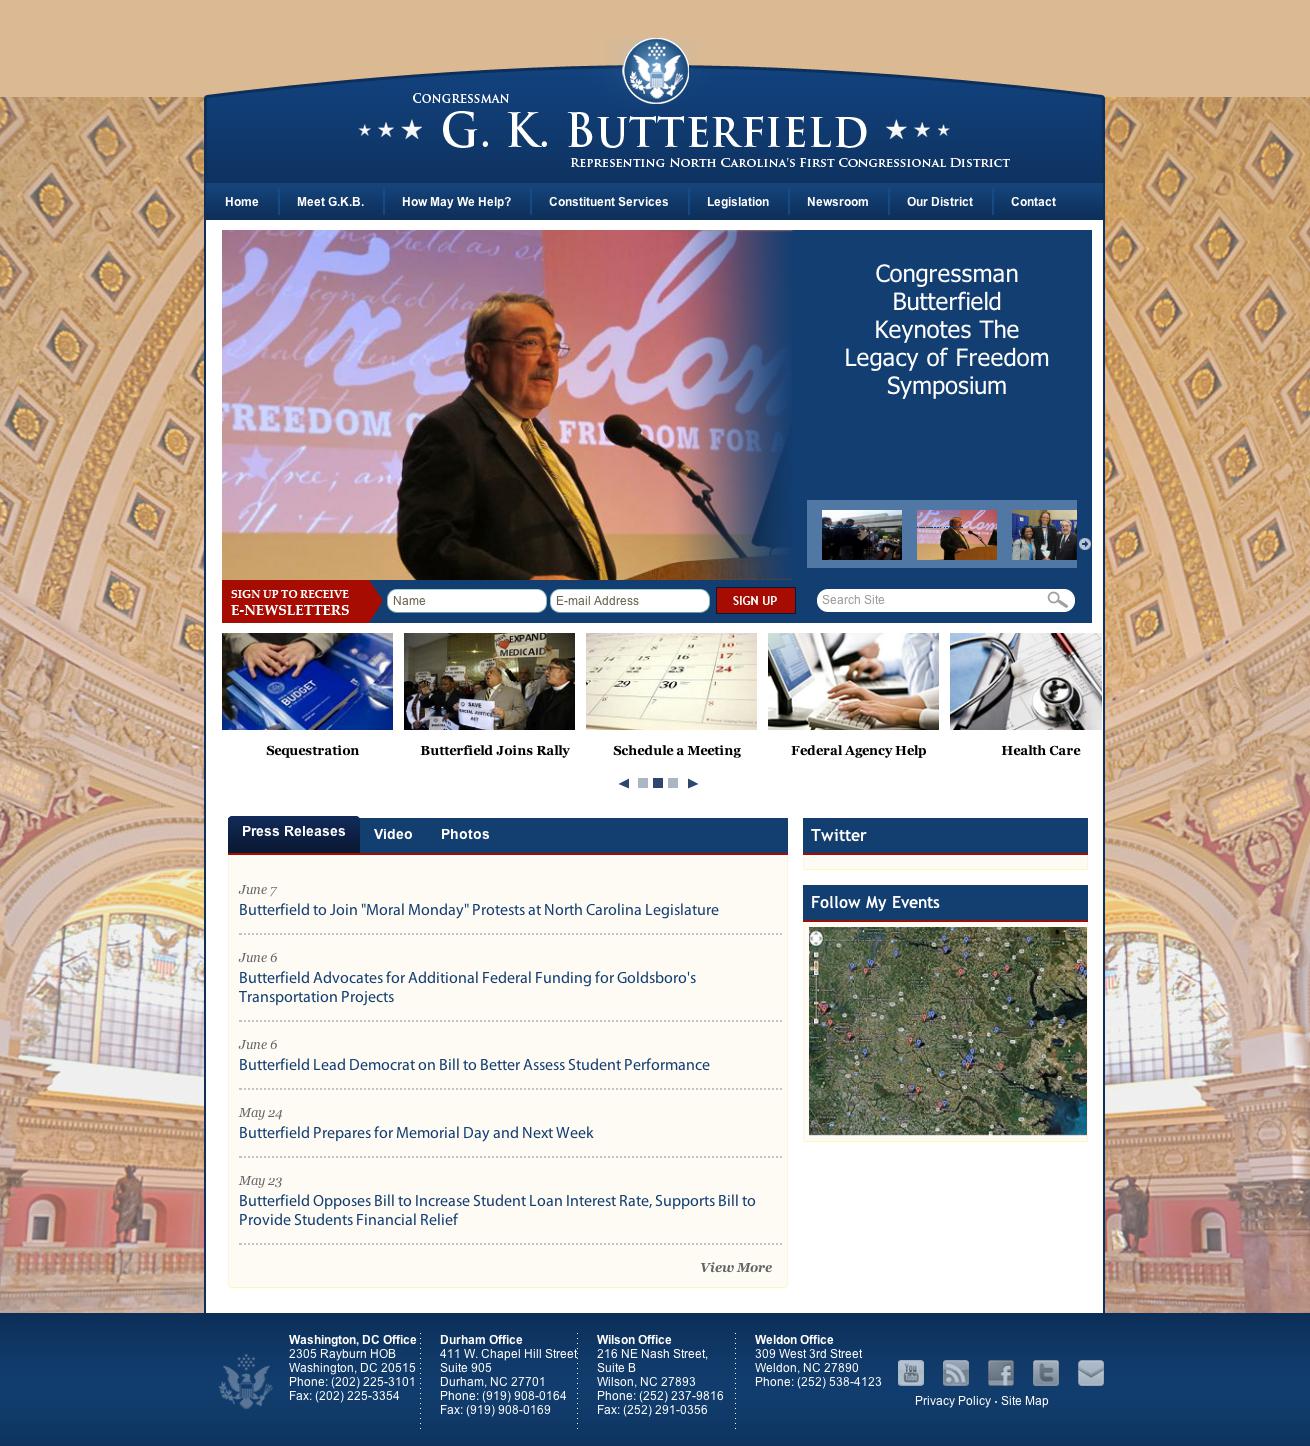 Congressman
G. K. Butterfield
Representing North Carolina's First Congressional District
Home Meet G.K.B. How May We Help? Constituent Services Legislation Newsroom Our District Contact
FREEDOM
FREEDOM FOR A
Congressman
Butterfield
Keynotes The
Legacy of Freedom
Symposium
SIGN UP TO RECEIVE
E-NEWSLETTERS
Name E-mail Address SIGN UP Search Site
BUDGET
EXPAND
MEDICAID
SAVE
Sequestration Butterfield Joins Rally Schedule a Meeting Federal Agency Help Health Care
Press Releases Video Photos
June 7
Butterfield to Join "Moral Monday" Protests at North Carolina Legislature
June 6
Butterfield Advocates for Additional Federal Funding for Goldsboro's
Transportation Projects
June 6
Butterfield Lead Democrat on Bill to Better Assess Student Performance
May 24
Butterfield Prepares for Memorial Day and Next Week
May 23
Butterfield Opposes Bill to Increase Student Loan Interest Rate, Supports Bill to
Provide Students Financial Relief
View More
Twitter
Follow My Events
Washington, DC Office
2305 Rayburn HOB
Washington, DC 20515
Phone: (202) 225-3101
Fax: (202) 225-3354
Durham Office
411 W. Chapel Hill Street
Suite 905
Durham, NC 27701
Phone: (919) 908-0164
Fax: (919) 908-0169
Wilson Office
216 NE Nash Street,
Suite B
Wilson, NC 27893
Phone: (252) 237-9816
Fax: (252) 291-0356
Weldon Office
309 West 3rd Street
Weldon, NC 27890
Phone: (252) 538-4123
Privacy Policy · Site Map